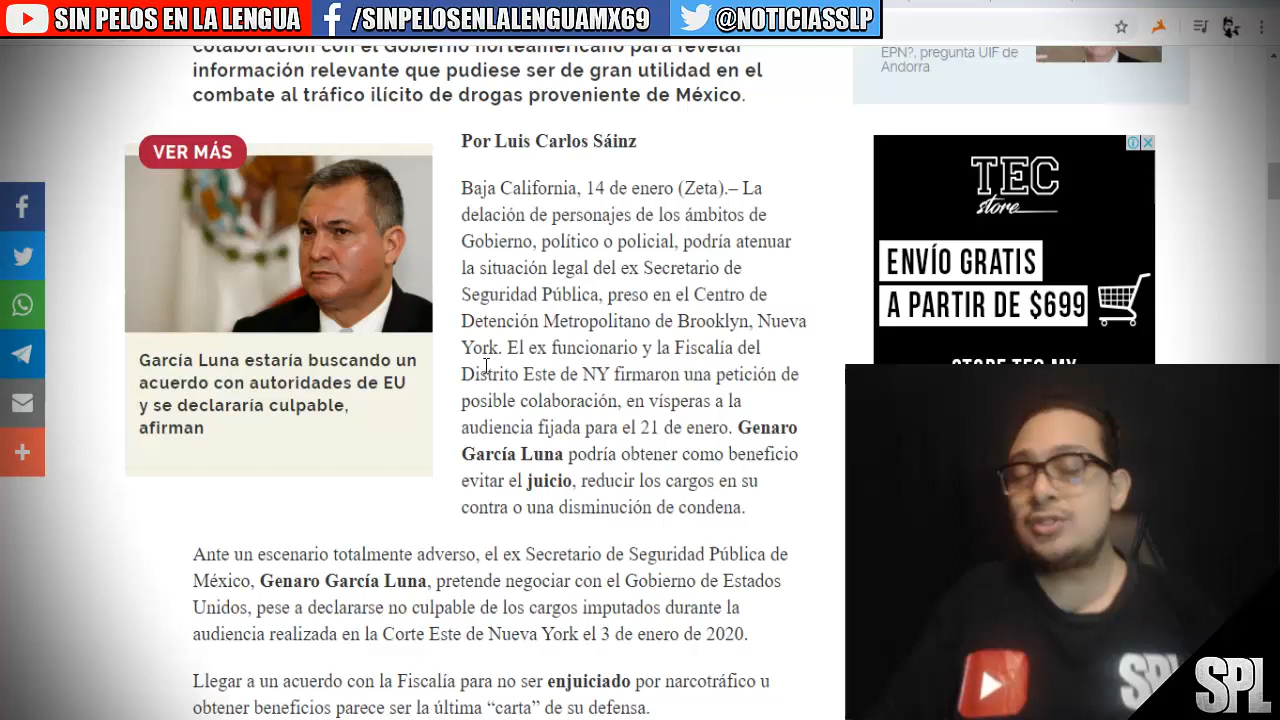 SIN PELOS EN LA LENGUA
/SINPELOSENLALENGUAMX69
@NOTICIASSLP
colaboración con el Gobierno norteamericano para revelar
información relevante que pudiese ser de gran utilidad en el
combate al tráfico ilícito de drogas proveniente de México.
EPN?, pregunta UIF de
Andorra
VER MÁS
García Luna estaría buscando un
acuerdo con autoridades de EU
y se declararía culpable,
afirman
Por Luis Carlos Sáinz
Baja California, 14 de enero (Zeta).– La
delación de personajes de los ámbitos de
Gobierno, político o policial, podría atenuar
la situación legal del ex Secretario de
Seguridad Pública, preso en el Centro de
Detención Metropolitano de Brooklyn, Nueva
York. El ex funcionario y la Fiscalía del
Distrito Este de NY firmaron una petición de
posible colaboración, en vísperas a la
audiencia fijada para el 21 de enero. Genaro
García Luna podría obtener como beneficio
evitar el juicio, reducir los cargos en su
contra o una disminución de condena.
Ante un escenario totalmente adverso, el ex Secretario de Seguridad Pública de
México, Genaro García Luna, pretende negociar con el Gobierno de Estados
Unidos, pese a declararse no culpable de los cargos imputados durante la
audiencia realizada en la Corte Este de Nueva York el 3 de enero de 2020.
Llegar a un acuerdo con la Fiscalía para no ser enjuiciado por narcotráfico u
obtener beneficios parece ser la última “carta” de su defensa.
TEC
store
ENVÍO GRATIS
A PARTIR DE $699
SPL
SPL